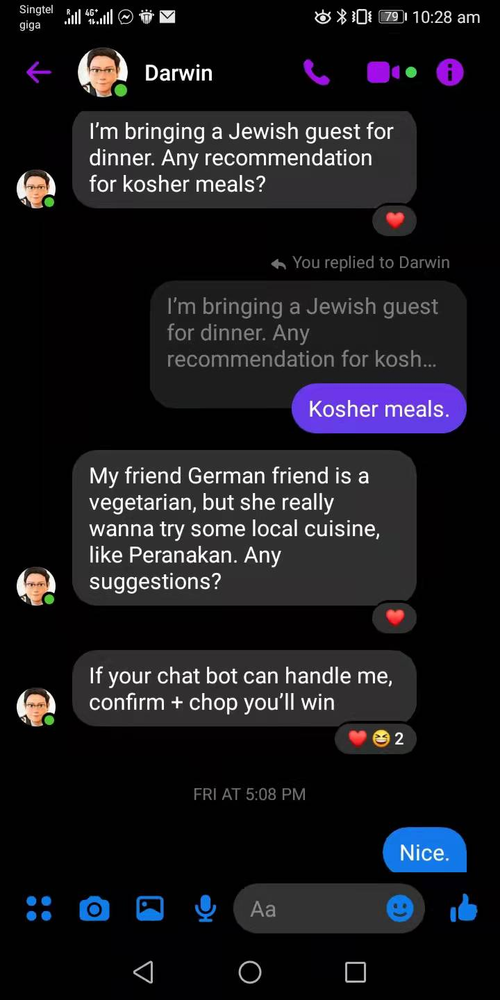 Singtel
giga
R
4G+
79
10:28 am
Darwin
I’m bringing a Jewish guest for
dinner. Any recommendation
for kosher meals?
You replied to Darwin
I’m bringing a Jewish guest
for dinner. Any
recommendation for kosh...
Kosher meals.
My friend German friend is a
vegetarian, but she really
wanna try some local cuisine,
like Peranakan. Any
suggestions?
If your chat bot can handle me,
confirm + chop you’ll win
2
FRI AT 5:08 PM
Nice.
Aa